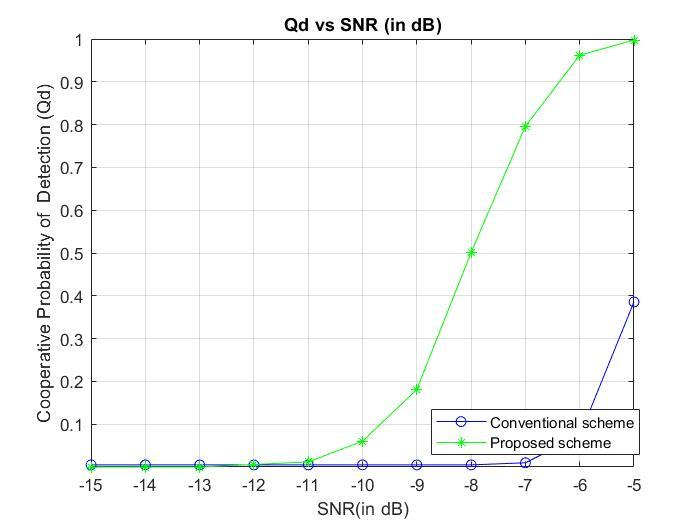 Qd vs SNR (in dB)
Cooperative Probability of Detection (Qd)
1
0.9
0.8
0.7
0.6
0.5
0.4
0.3
0.2
0.1
Conventional scheme
Proposed scheme
-15 -14 -13 -12 -11 -10 -9 -8 -7 -6 -5
SNR(in dB)